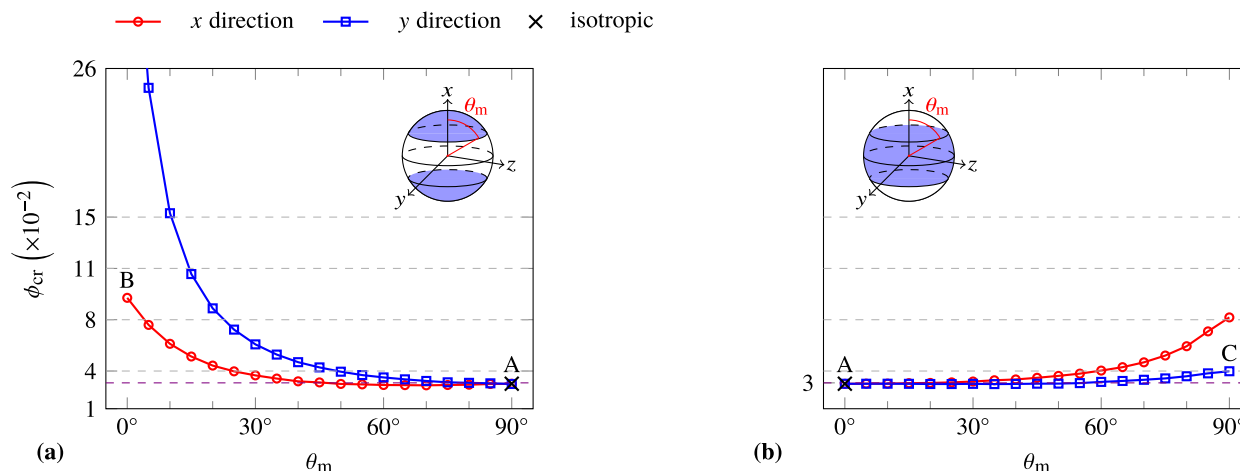 x direction y direction isotropic
26
15
11
8
4
1
ϕcr (×10−2)
B
A
x
θm
z
y
0° 30° 60° 90°
(a) θm
x
θm
z
y
A
C
3
0° 30° 60° 90°
(b) θm